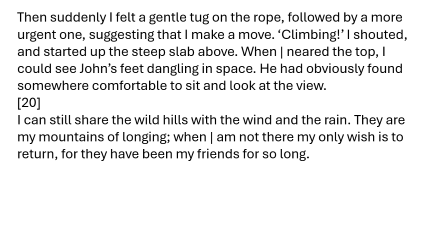 Then suddenly I felt a gentle tug on the rope, followed by a more
urgent one, suggesting that I make a move. ‘Climbing!’ I shouted,
and started up the steep slab above. When | neared the top, I
could see John’s feet dangling in space. He had obviously found
somewhere comfortable to sit and look at the view.
[20]
I can still share the wild hills with the wind and the rain. They are
my mountains of longing; when | am not there my only wish is to
return, for they have been my friends for so long.